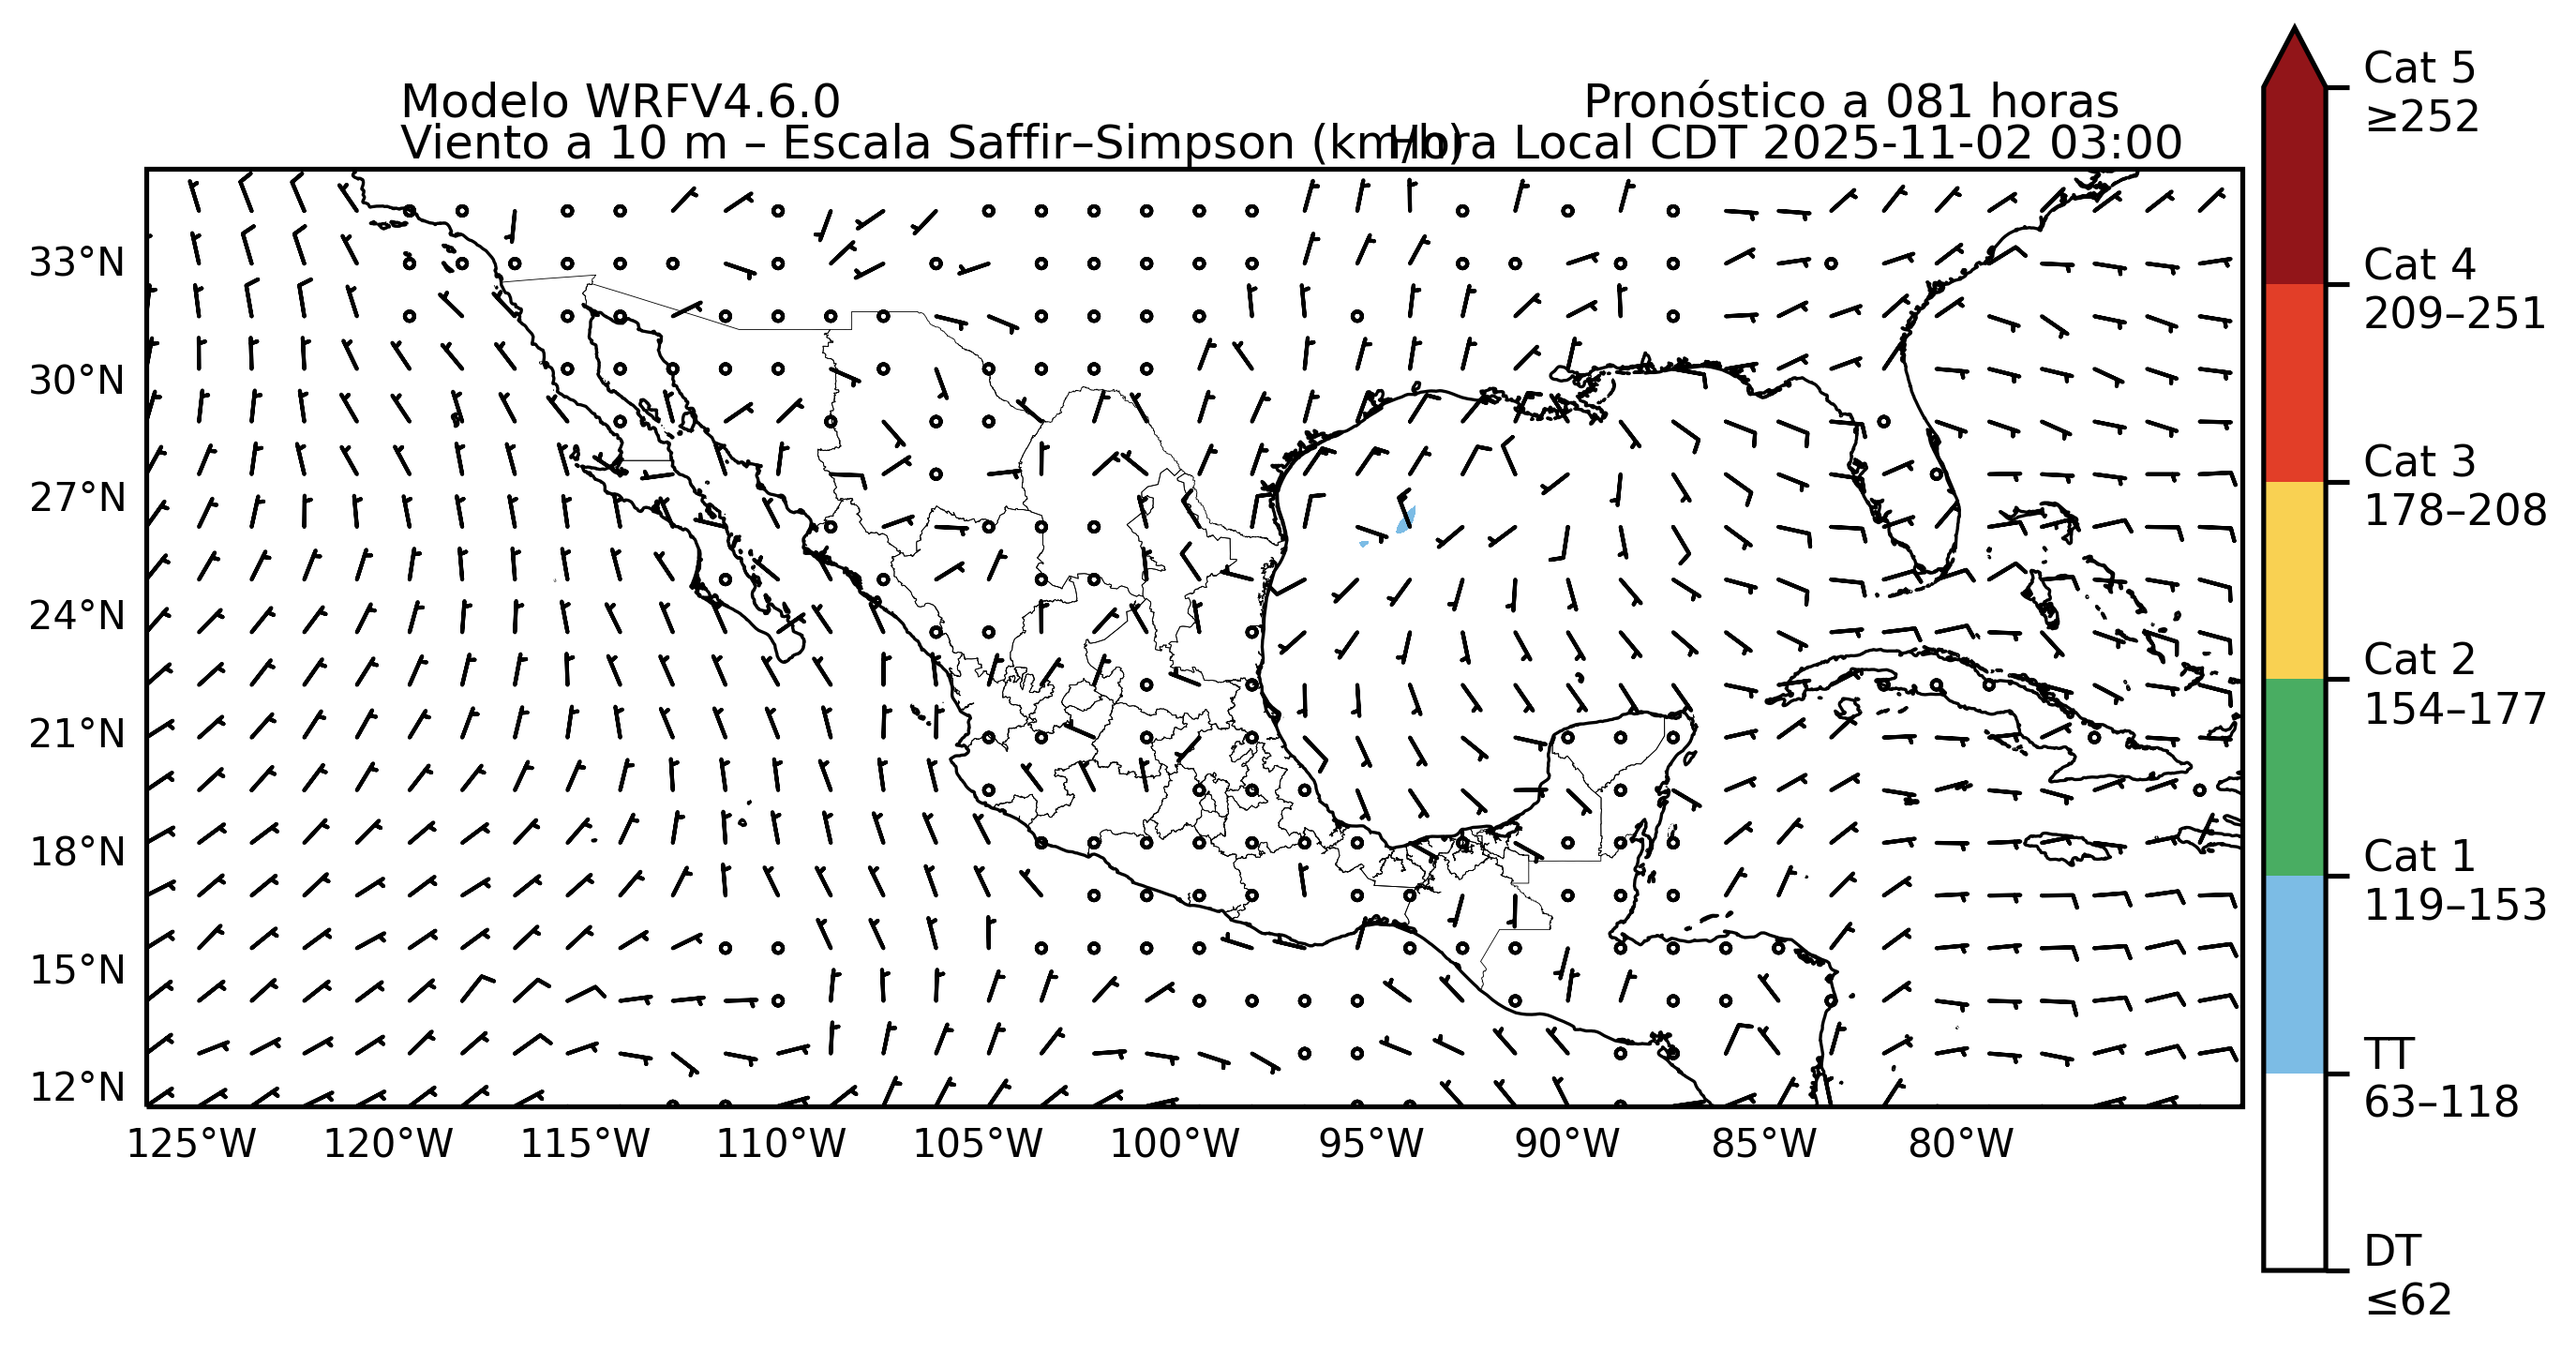 Modelo WRFV4.6.0
Pronóstico a 081 horas
Viento a 10 m – Escala Saffir–Simpson (km/h)
Hora Local CDT 2025-11-02 03:00
33°N
30°N
27°N
24°N
21°N
18°N
15°N
12°N
125°W
120°W
115°W
110°W
105°W
100°W
95°W
90°W
85°W
80°W
Cat 5
≥252
Cat 4
209–251
Cat 3
178–208
Cat 2
154–177
Cat 1
119–153
TT
63–118
DT
≤62